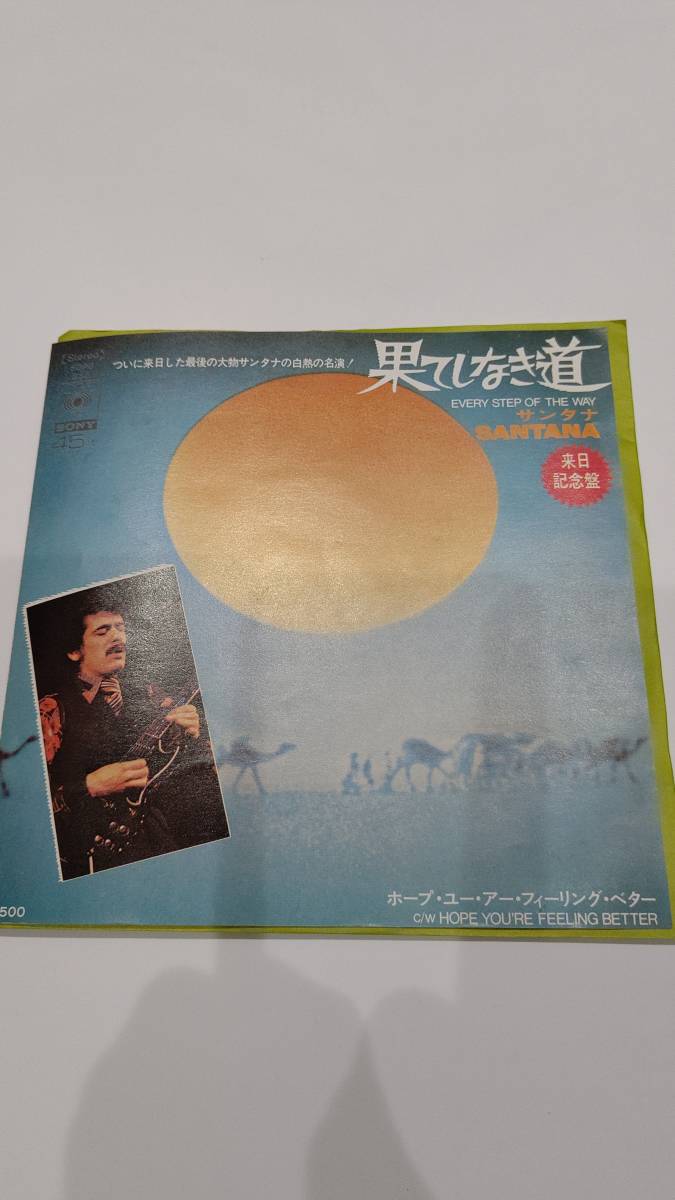 [Stereo]
SONY
45
ついに来日した最後の大物サンタナの白熱の名演!
果てしなき道
EVERY STEP OF THE WAY
サンタナ
SANTANA
来日
記念盤
ホープ・ユー・アー・フィーリング・ベター
c/w HOPE YOU'RE FEELING BETTER
500